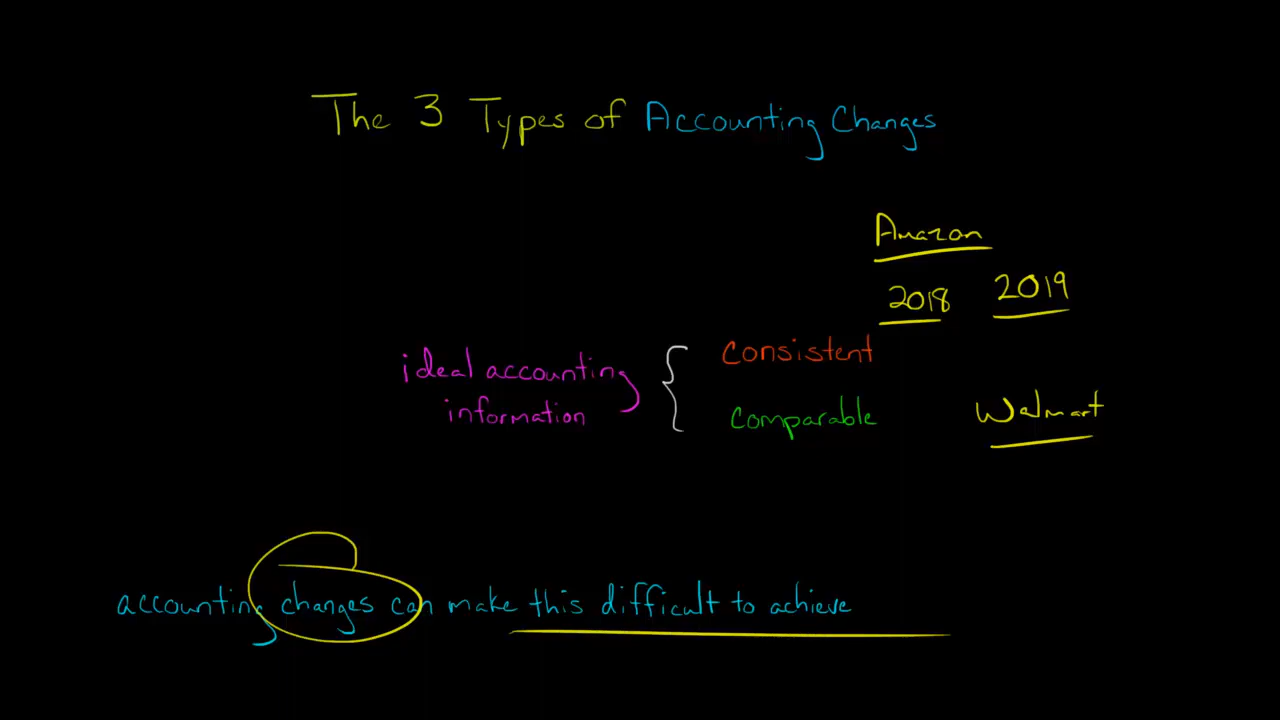 The 3 Types of Accounting Changes
Amazon
2018 2019
ideal accounting
information
consistent
comparable
Walmart
accounting changes can make this difficult to achieve